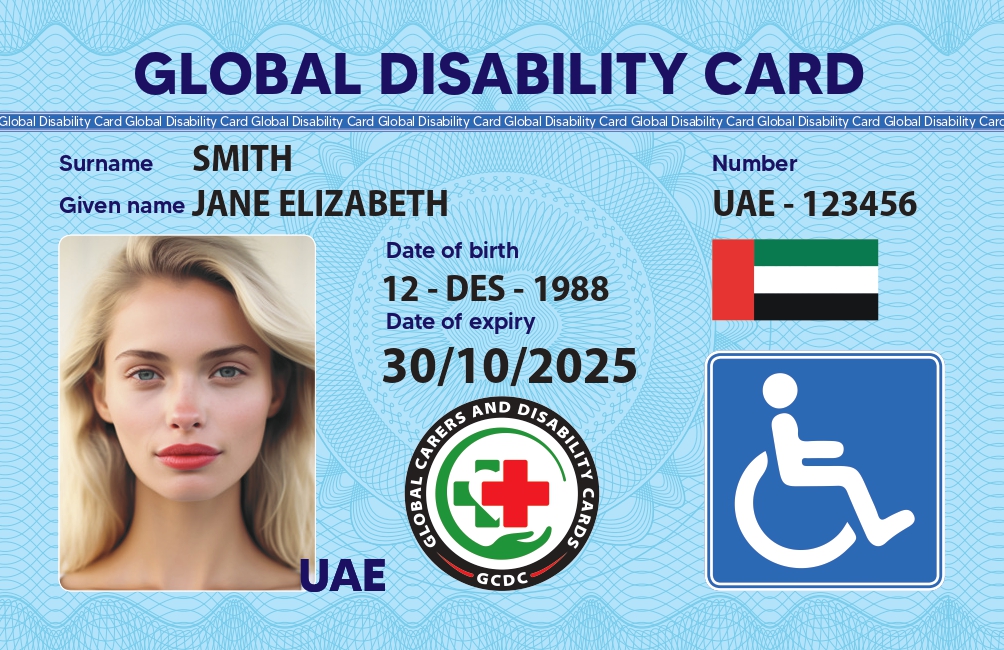 GLOBAL DISABILITY CARD
Global Disability Card Global Disability Card Global Disability Card Global Disability Card Global Disability Card Global Disability Card Global Disability Card Global Disability Card
Surname SMITH
Given name JANE ELIZABETH
Number
UAE - 123456
Date of birth
12 - DES - 1988
Date of expiry
30/10/2025
GLOBAL CARERS AND DISABILITY CARDS
GCDC
UAE